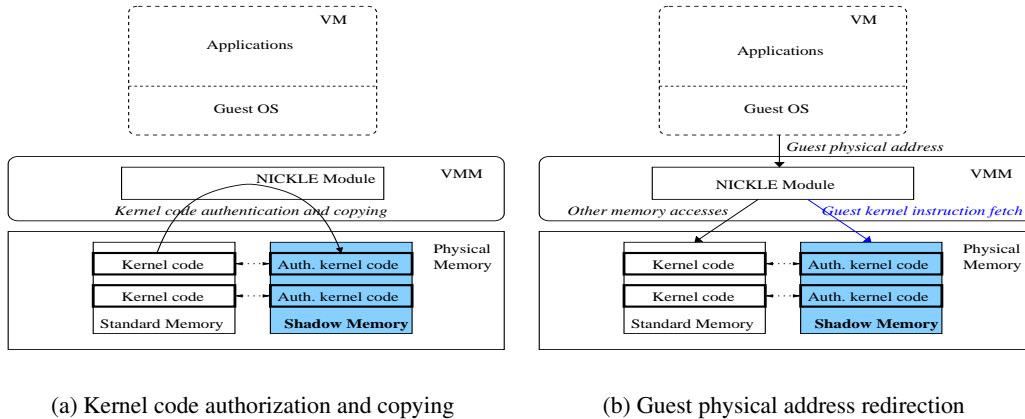 VM
Applications
Guest OS
NICKLE Module
VMM
Kernel code authentication and copying
Physical
Memory
Kernel code
Auth. kernel code
Kernel code
Auth. kernel code
Standard Memory
Shadow Memory
(a) Kernel code authorization and copying
VM
Applications
Guest OS
Guest physical address
VMM
NICKLE Module
Other memory accesses
Guest kernel instruction fetch
Physical
Memory
Kernel code
Auth. kernel code
Kernel code
Auth. kernel code
Standard Memory
Shadow Memory
(b) Guest physical address redirection